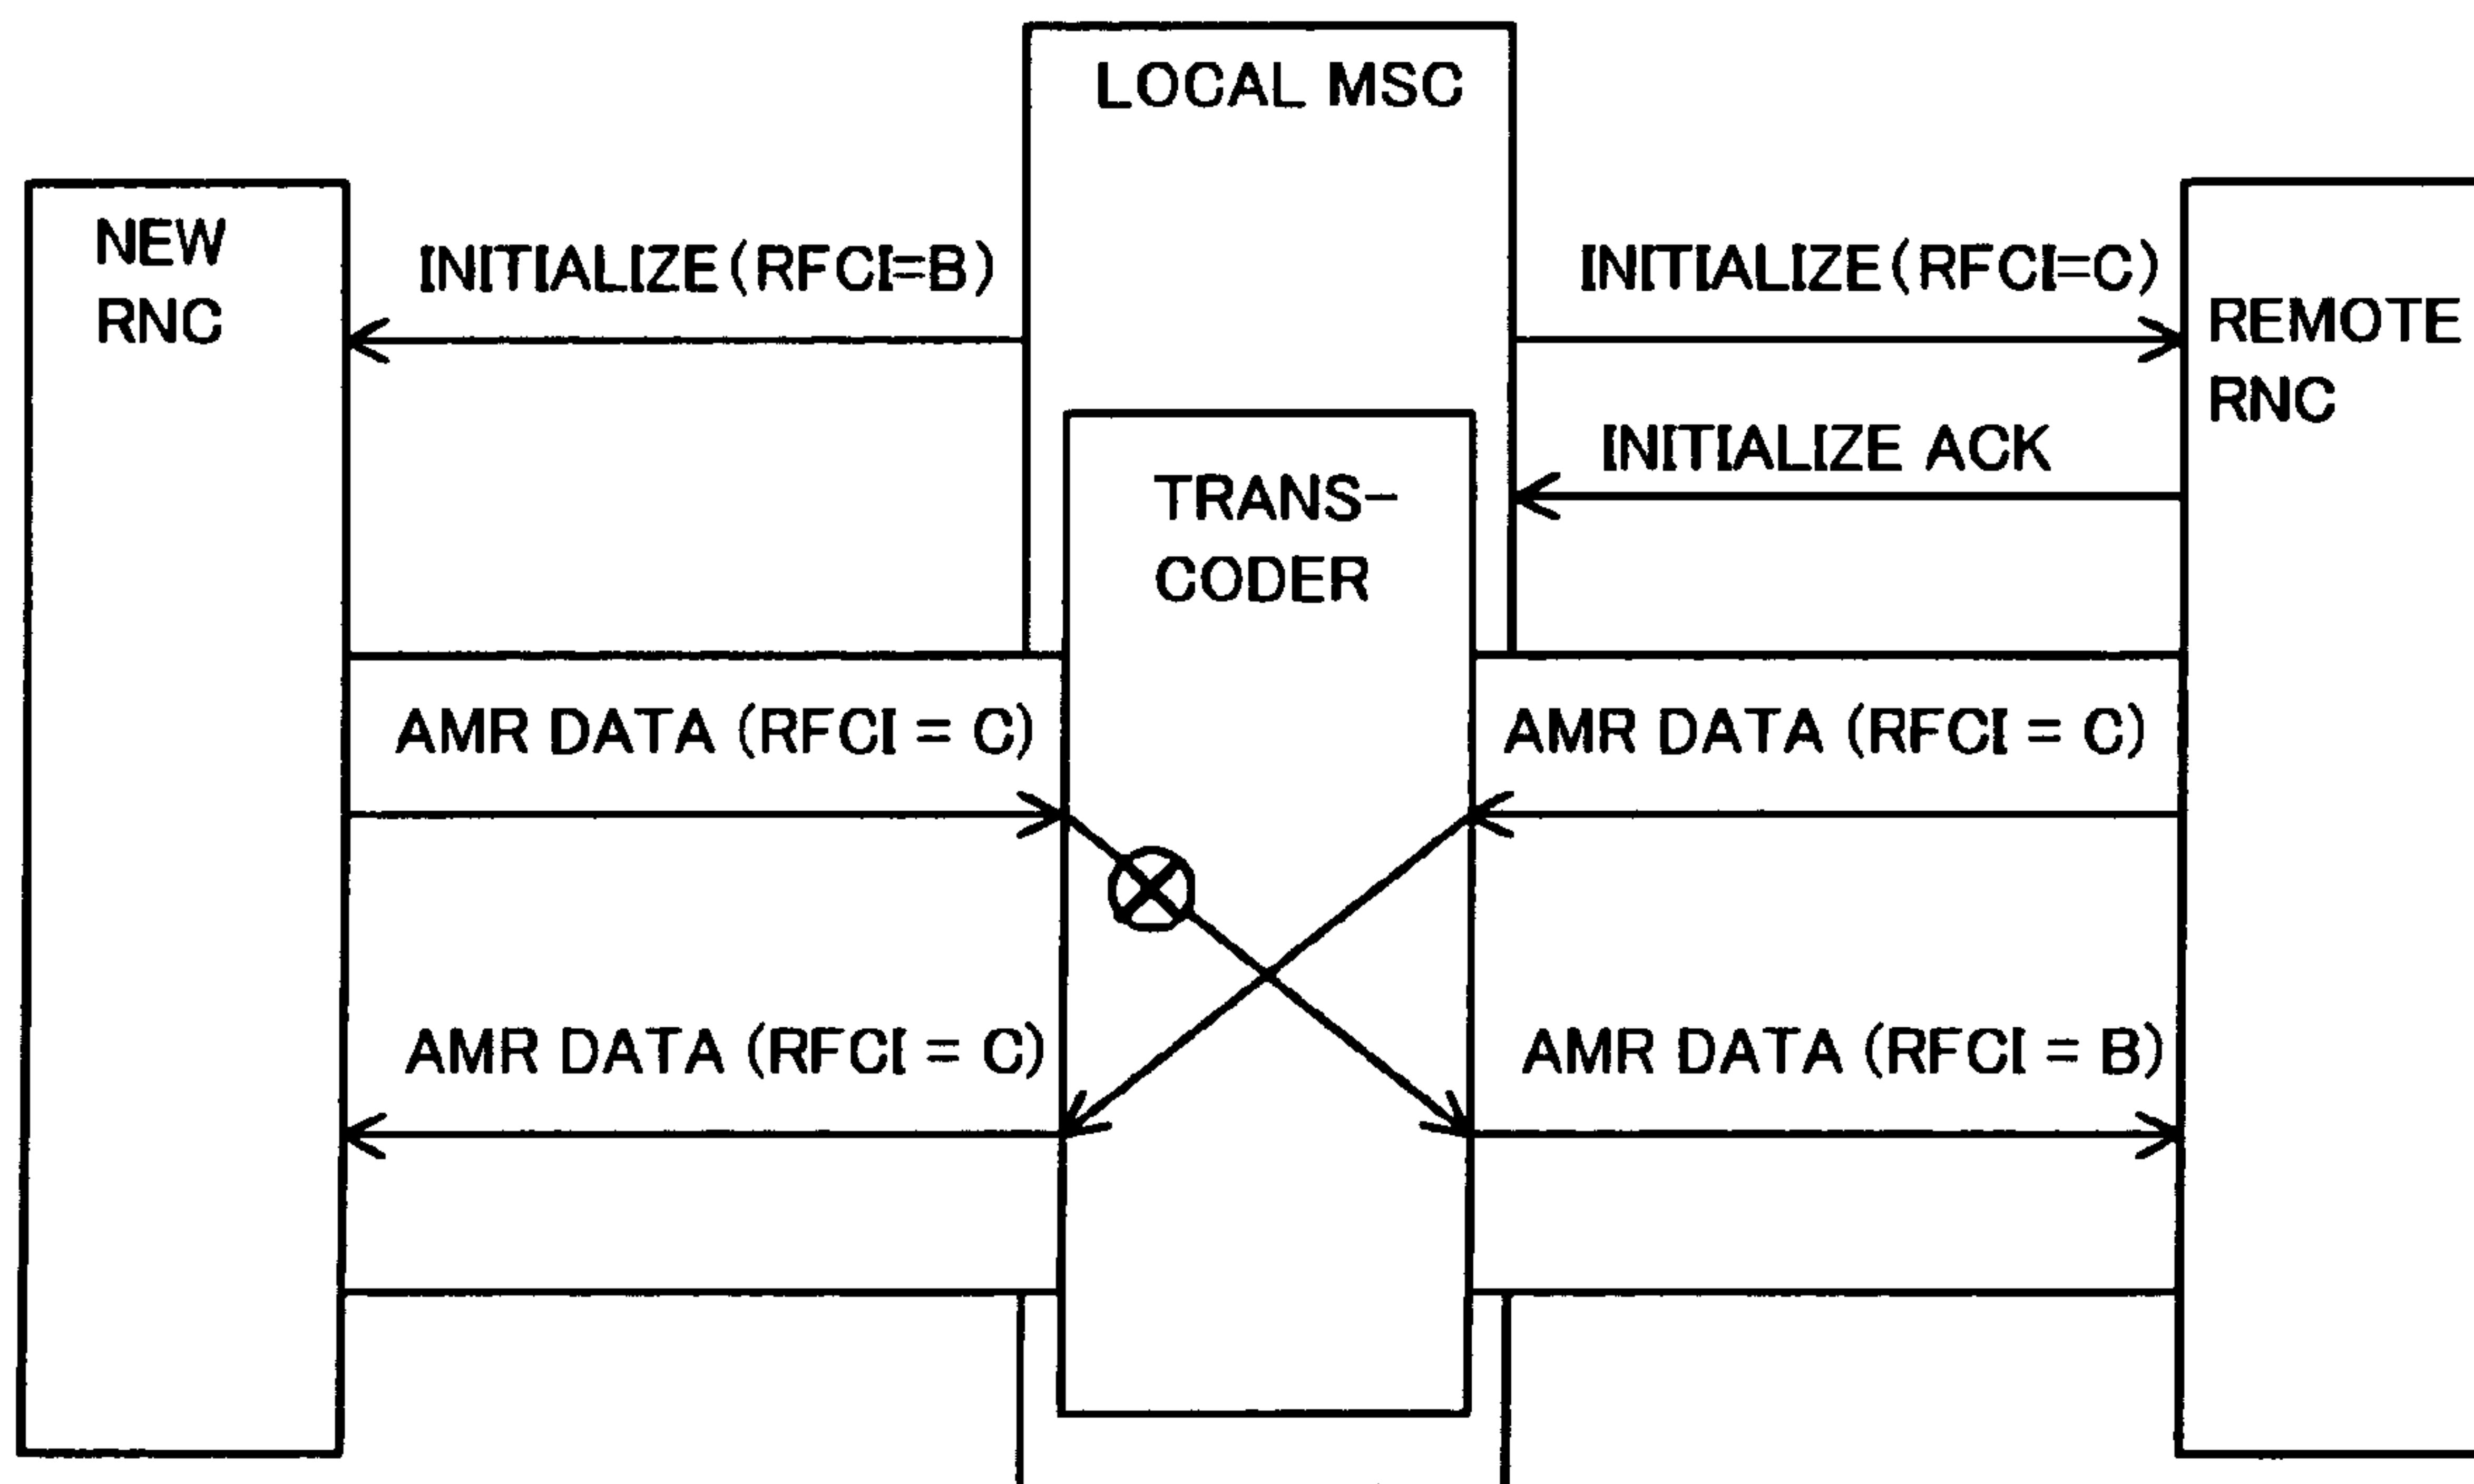 LOCAL MSC
NEW
RNC
INITIALIZE(RFCI=B)
INITIALIZE(RFCI=C)
REMOTE
RNC
INITIALIZE ACK
TRANS-
CODER
AMR DATA (RFCI = C)
AMR DATA (RFCI = C)
AMR DATA (RFCI = C)
AMR DATA (RFCI = B)